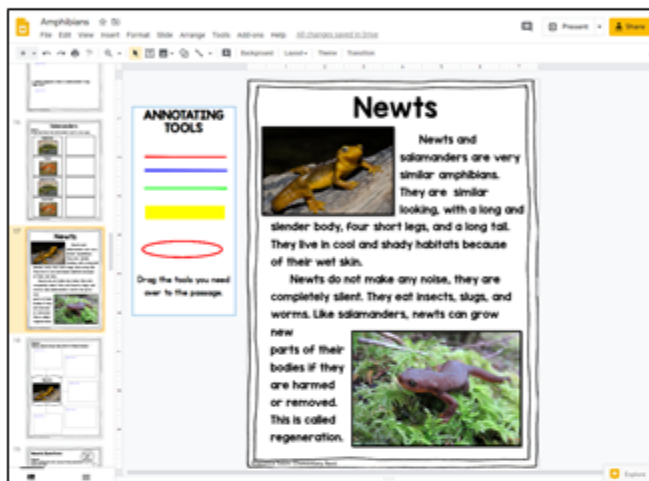 Amphibians
File Edit View Insert Format Slide Arrange Tools Add-ons Help All changes saved in Drive
Present
Share
Background Layout Theme Transition
ANNOTATING
TOOLS
Drag the tools you need
over to the passage.
Newts
Newts and
salamanders are very
similar amphibians.
They are similar
looking, with a long and
slender body, four short legs, and a long tail.
They live in cool and shady habitats because
of their wet skin.
Newts do not make any noise, they are
completely silent. They eat insects, slugs, and
worms. Like salamanders, newts can grow
new
parts of their
bodies if they
are harmed
or removed.
This is called
regeneration.
Explore